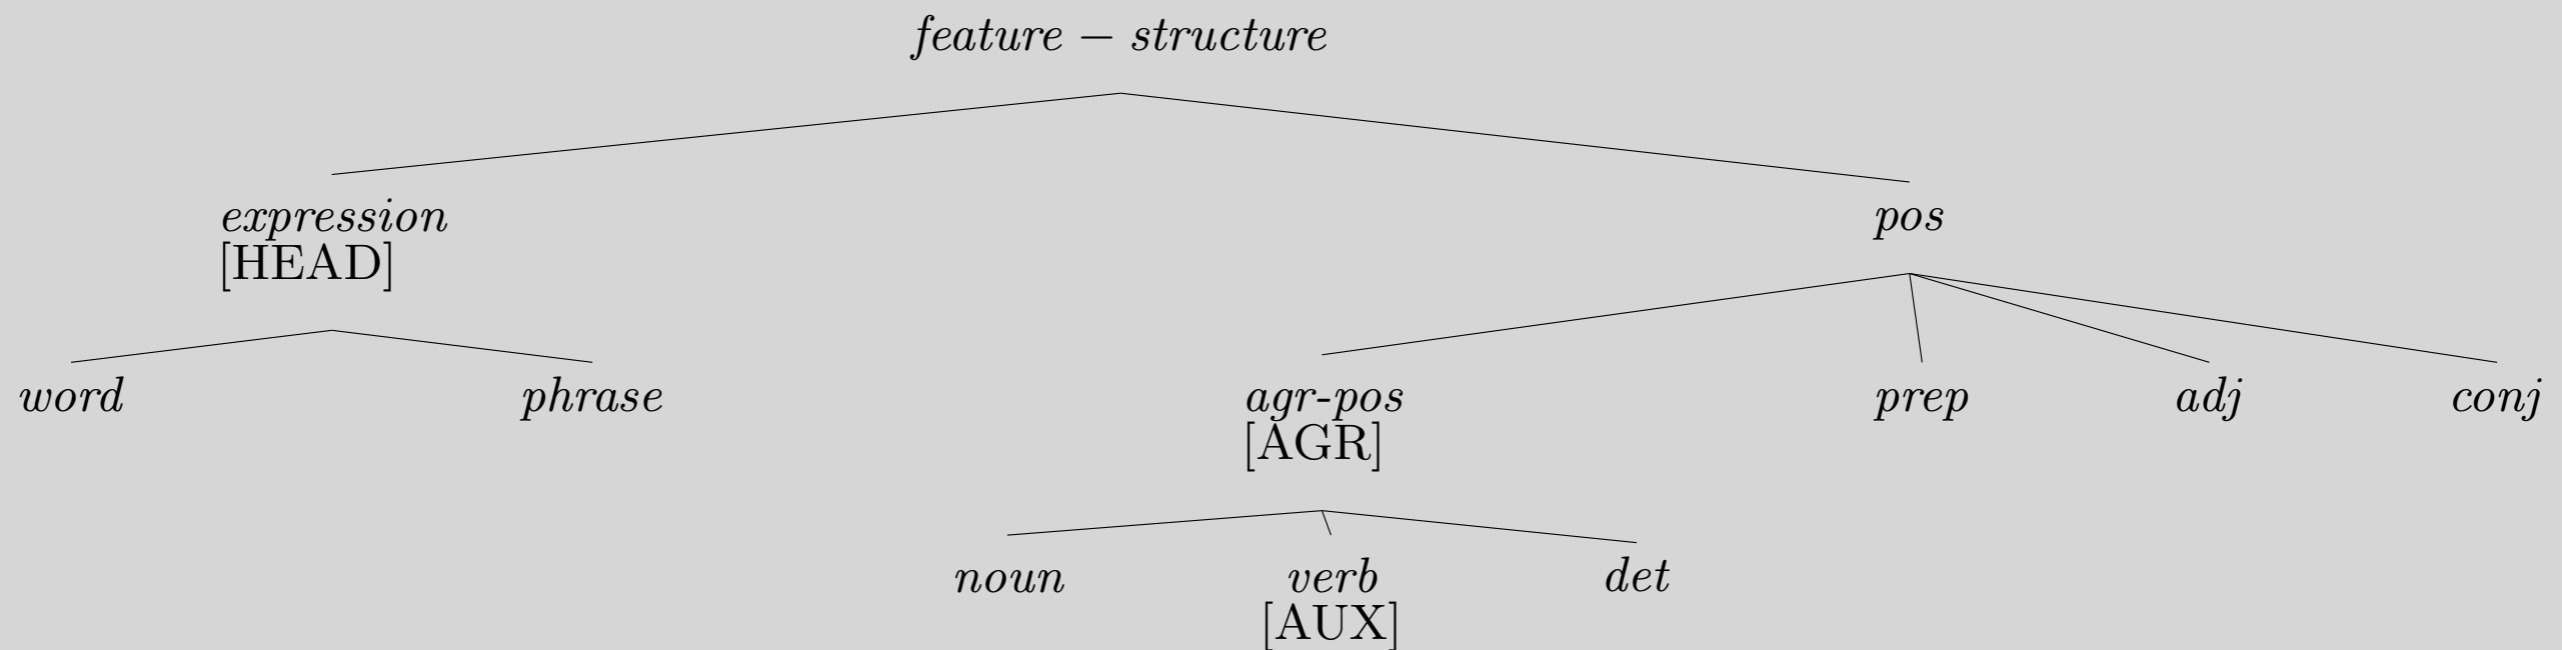 feature − structure
expression
[HEAD]
pos
word
phrase
agr-pos
[AGR]
prep
adj
conj
noun
verb
[AUX]
det